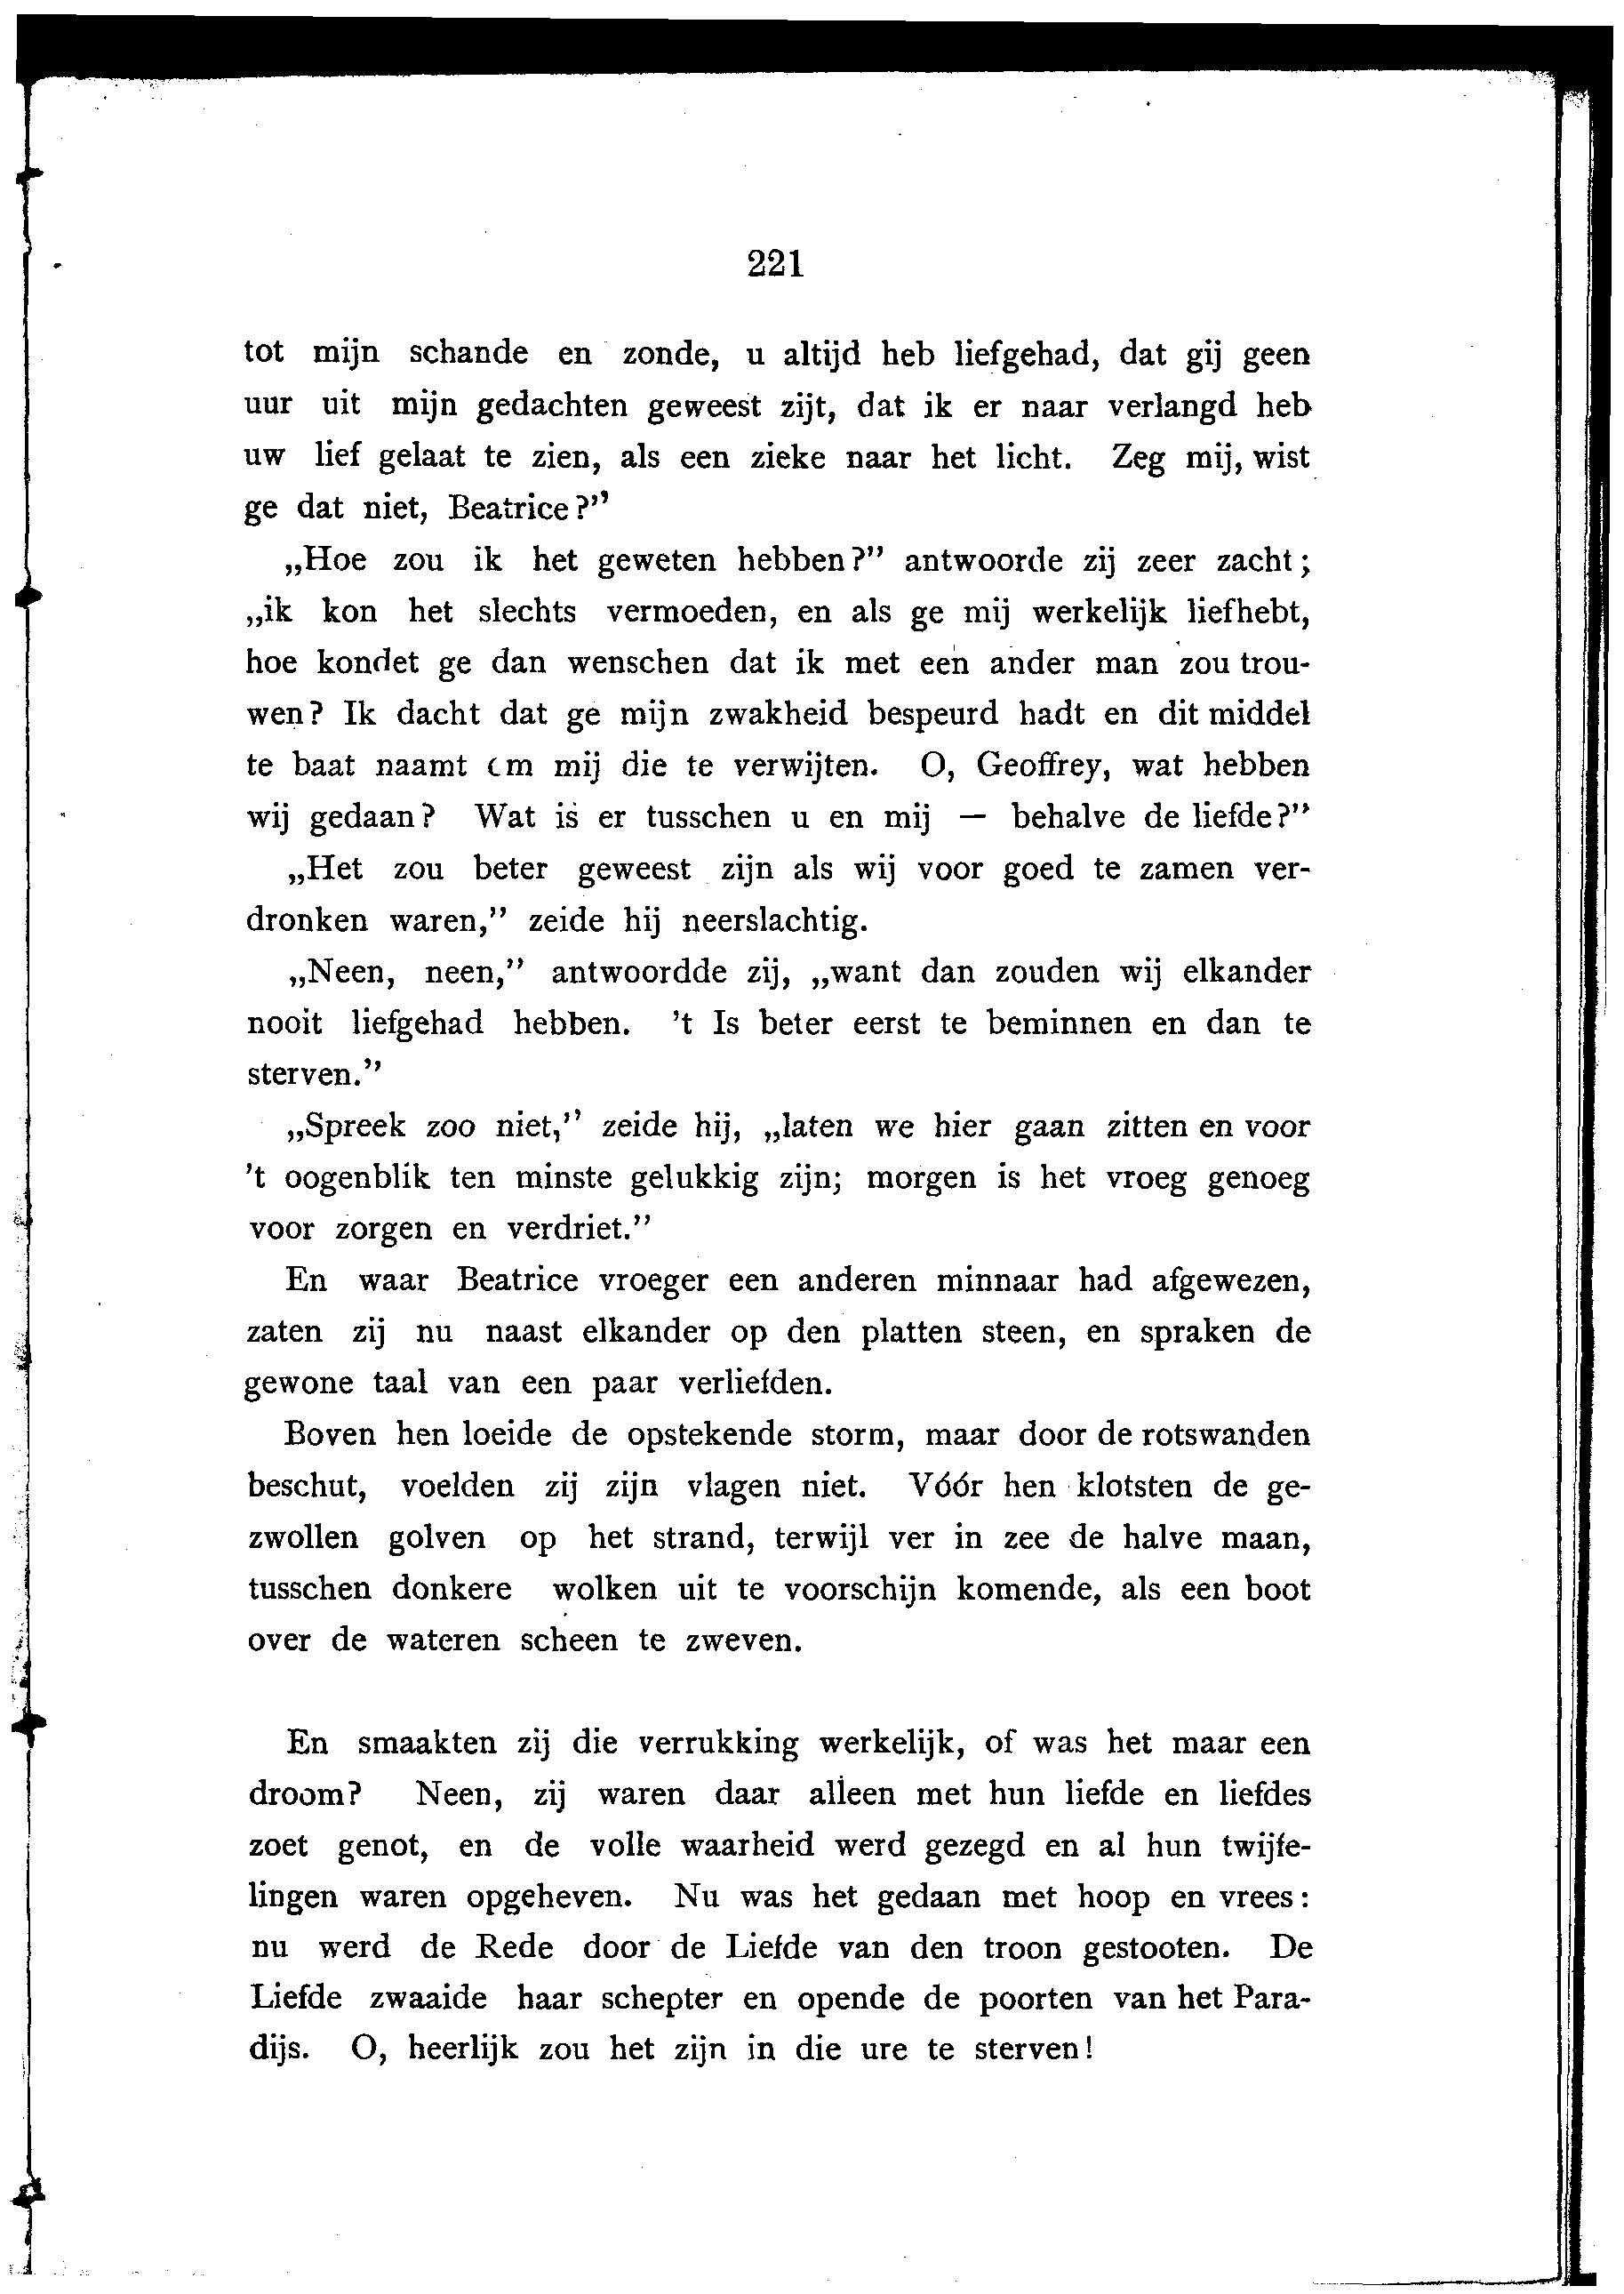 221
tot mijn schande en zonde, u altijd heb liefgehad, dat gij geen
uur uit mijn gedachten geweest zijt, dat ik er naar verlangd heb
uw lief gelaat te zien, als een zieke naar het licht. Zeg mij, wist
ge dat niet, Beatrice?”
„Hoe zou ik het geweten hebben?” antwoorde zij zeer zacht;
„ik kon het slechts vermoeden, en als ge mij werkelijk liefhebt,
hoe kondet ge dan wenschen dat ik met een ander man zou trou-
wen? Ik dacht dat ge mijn zwakheid bespeurd hadt en dit middel
te baat naamt om mij die te verwijten. O, Geoffrey, wat hebben
wij gedaan? Wat is er tusschen u en mij — behalve de liefde?”
„Het zou beter geweest zijn als wij voor goed te zamen ver-
dronken waren,” zeide hij neerslachtig.
„Neen, neen,” antwoordde zij, „want dan zouden wij elkander
nooit liefgehad hebben. 't Is beter eerst te beminnen en dan te
sterven.”
„Spreek zoo niet,” zeide hij, „laten we hier gaan zitten en voor
't oogenblik ten minste gelukkig zijn; morgen is het vroeg genoeg
voor zorgen en verdriet.”
En waar Beatrice vroeger een anderen minnaar had afgewezen,
zaten zij nu naast elkander op den platten steen, en spraken de
gewone taal van een paar verliefden.
Boven hen loeide de opstekende storm, maar door de rotswanden
beschut, voelden zij zijn vlagen niet. Vóór hen klotsten de ge-
zwollen golven op het strand, terwijl ver in zee de halve maan,
tusschen donkere wolken uit te voorschijn komende, als een boot
over de wateren scheen te zweven.
En smaakten zij die verrukking werkelijk, of was het maar een
droom? Neen, zij waren daar alleen met hun liefde en liefdes
zoet genot, en de volle waarheid werd gezegd en al hun twijfe-
lingen waren opgeheven. Nu was het gedaan met hoop en vrees:
nu werd de Rede door de Liefde van den troon gestooten. De
Liefde zwaaide haar schepter en opende de poorten van het Para-
dijs. O, heerlijk zou het zijn in die ure te sterven!